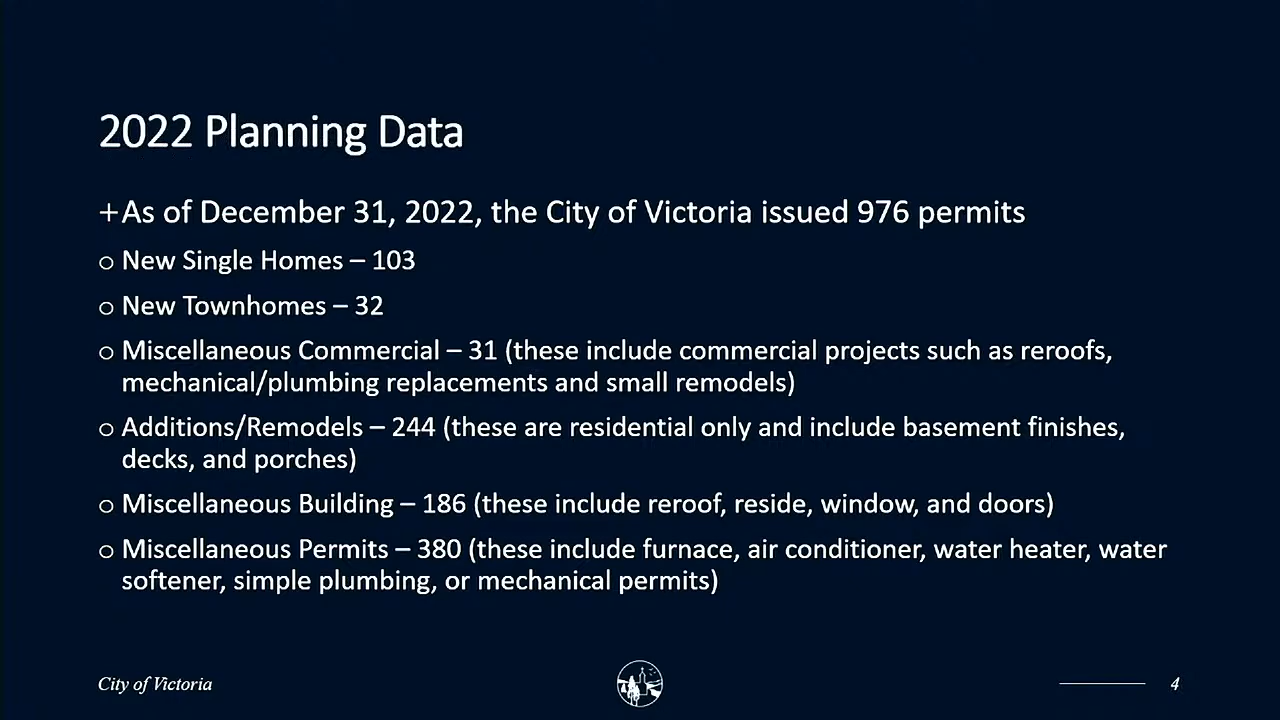 2022 Planning Data
+As of December 31, 2022, the City of Victoria issued 976 permits
o New Single Homes – 103
o New Townhomes – 32
o Miscellaneous Commercial – 31 (these include commercial projects such as reroofs,
mechanical/plumbing replacements and small remodels)
o Additions/Remodels – 244 (these are residential only and include basement finishes,
decks, and porches)
o Miscellaneous Building – 186 (these include reroof, reside, window, and doors)
o Miscellaneous Permits – 380 (these include furnace, air conditioner, water heater, water
softener, simple plumbing, or mechanical permits)
City of Victoria
4